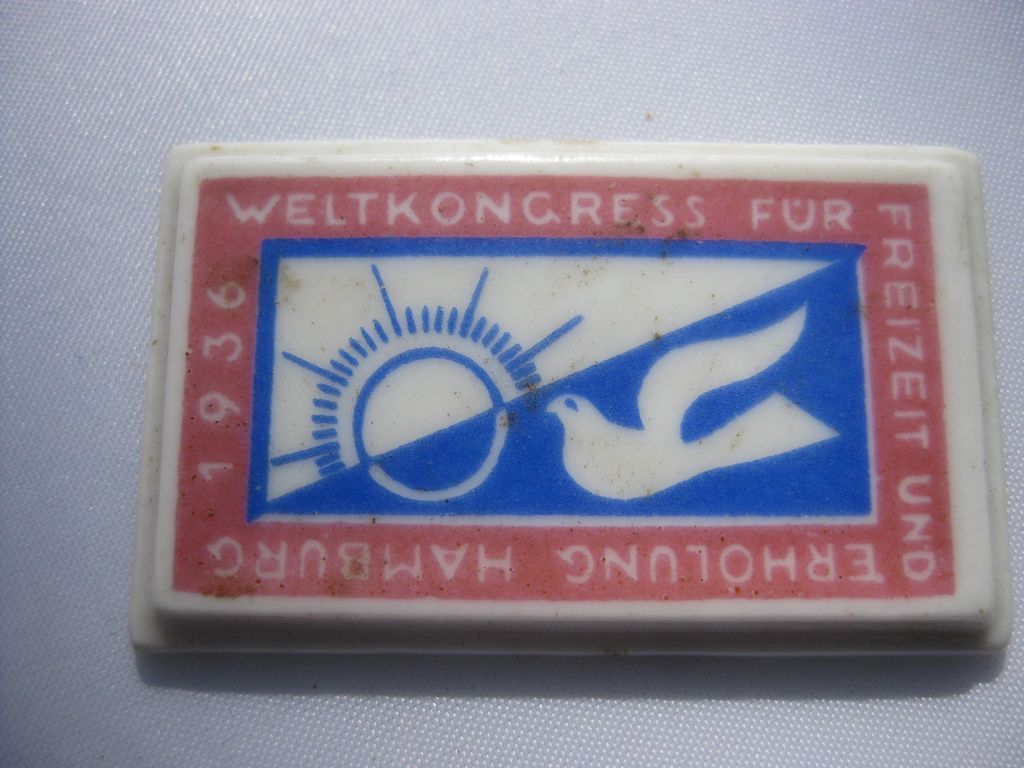 WELTKONGRESS FÜR
FREIZEIT UND
ERHOLUNG HAMBURG
1936